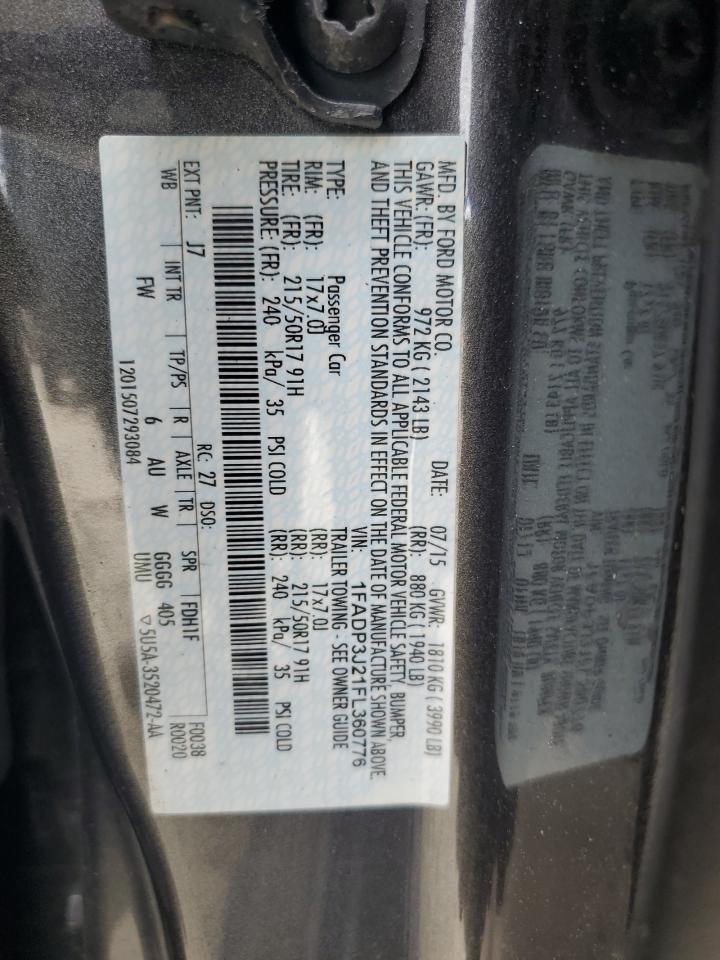 MFD. BY FORD MOTOR CO.
DATE: 07/15 GVWR: 1810 KG ( 3990 LB)
GAWR: (FR): 972 KG ( 2143 LB) (RR): 880 KG ( 1940 LB)
THIS VEHICLE CONFORMS TO ALL APPLICABLE FEDERAL MOTOR VEHICLE SAFETY, BUMPER,
AND THEFT PREVENTION STANDARDS IN EFFECT ON THE DATE OF MANUFACTURE SHOWN ABOVE.
VIN: 1FADP3J21FL360776
TYPE: Passenger Car TRAILER TOWING - SEE OWNER GUIDE
RIM: (FR): 17x7.0J (RR): 17x7.0J
TIRE: (FR): 215/50R17 91H (RR): 215/50R17 91H
PRESSURE: (FR): 240 kPa/ 35 PSI COLD (RR): 240 kPa/ 35 PSI COLD
EXT PNT: J7 RC: 27 DSO: F0038
WB INT TR TP/PS R AXLE TR SPR FDH1F R0020
FW 6 AU W GGGG 405
UMU
1201507293084 ▽5U5A-3520472-AA